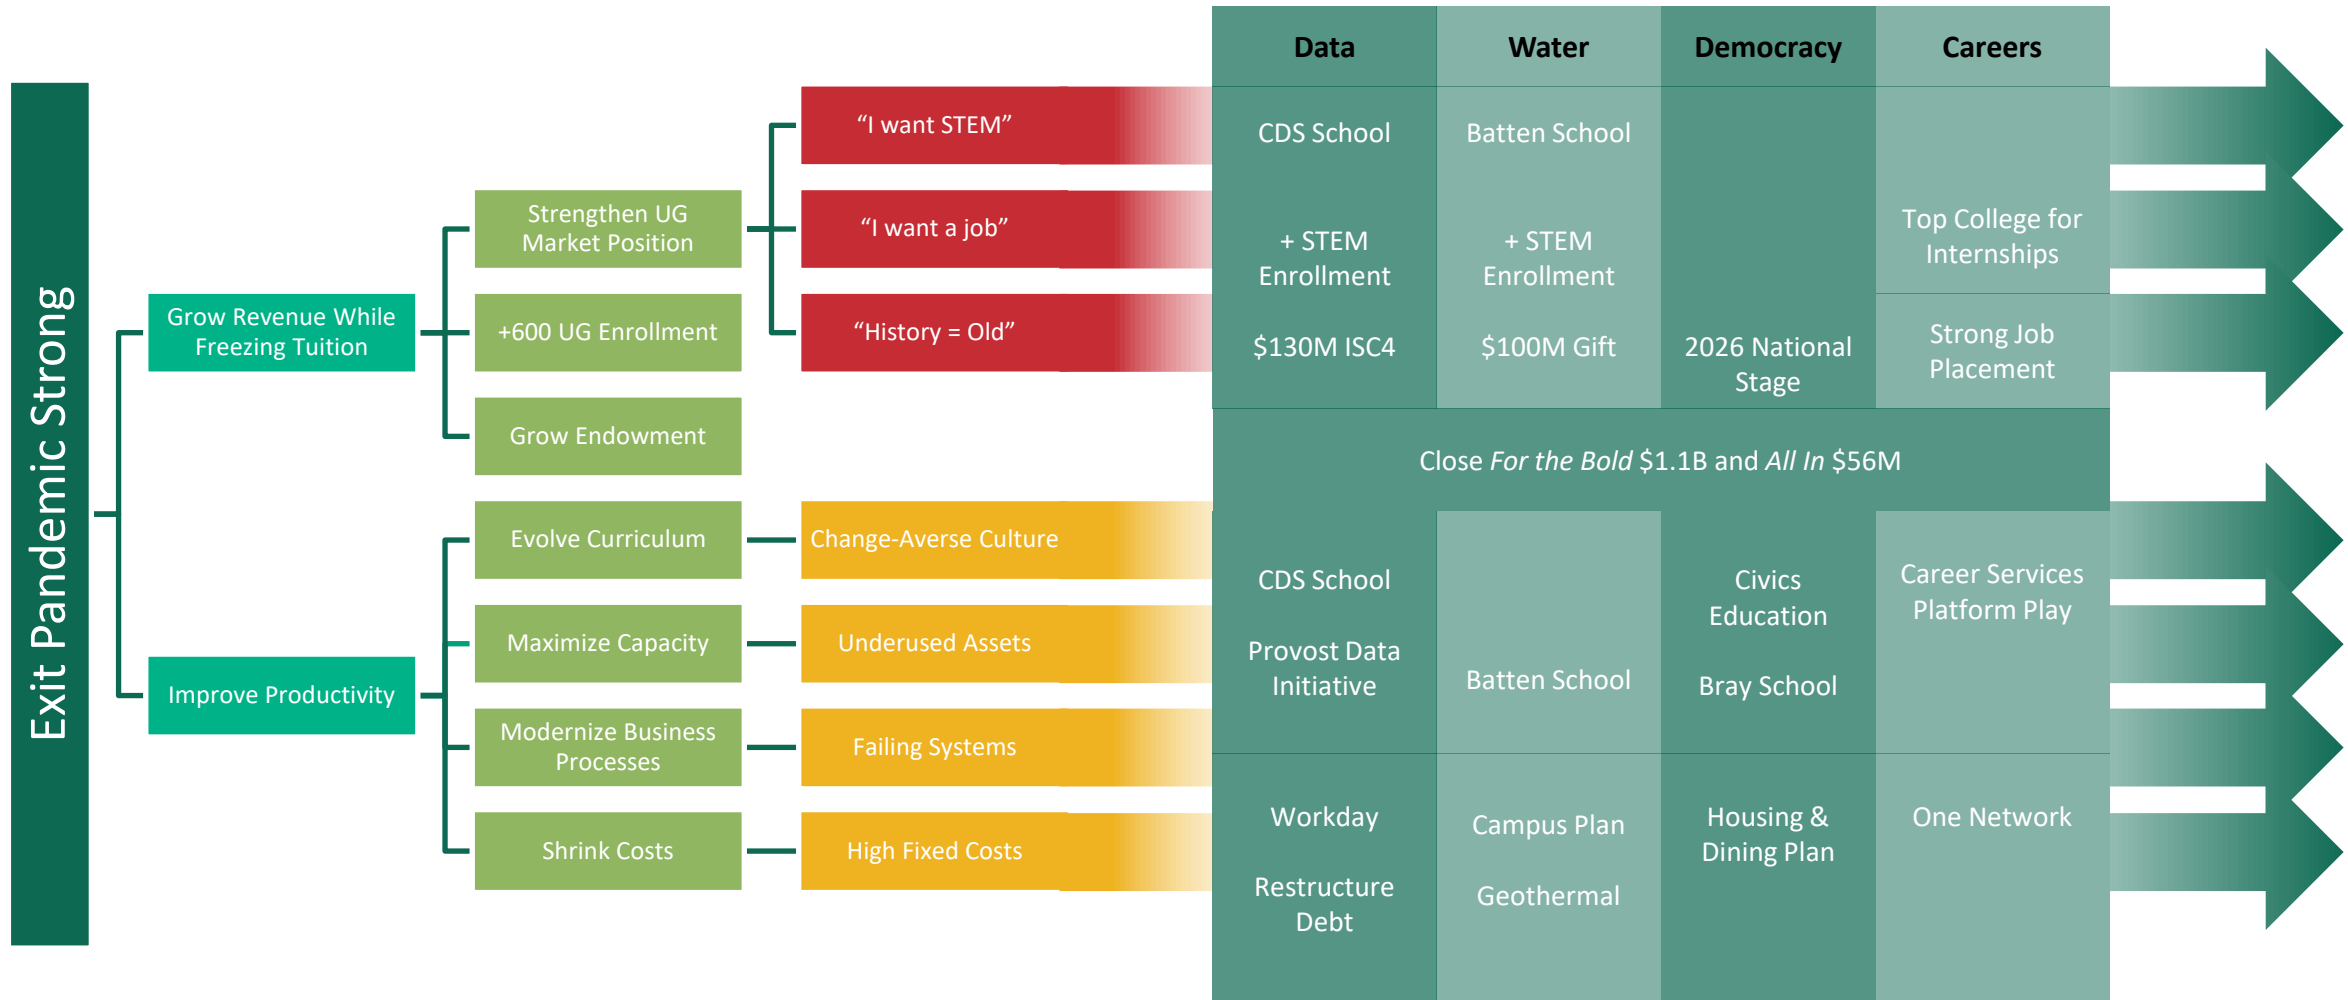 Exit Pandemic Strong
Grow Revenue While
Freezing Tuition
Improve Productivity
Strengthen UG
Market Position
+600 UG Enrollment
Grow Endowment
Evolve Curriculum
Maximize Capacity
Modernize Business
Processes
Shrink Costs
“I want STEM”
“I want a job”
“History = Old”
Change-Averse Culture
Underused Assets
Failing Systems
High Fixed Costs
Data
Water
Democracy
Careers
CDS School
+ STEM
Enrollment
$130M ISC4
Batten School
+ STEM
Enrollment
$100M Gift
2026 National
Stage
Top College for
Internships
Strong Job
Placement
Close For the Bold $1.1B and All In $56M
CDS School
Provost Data
Initiative
Batten School
Civics
Education
Bray School
Career Services
Platform Play
Workday
Restructure
Debt
Campus Plan
Geothermal
Housing &
Dining Plan
One Network